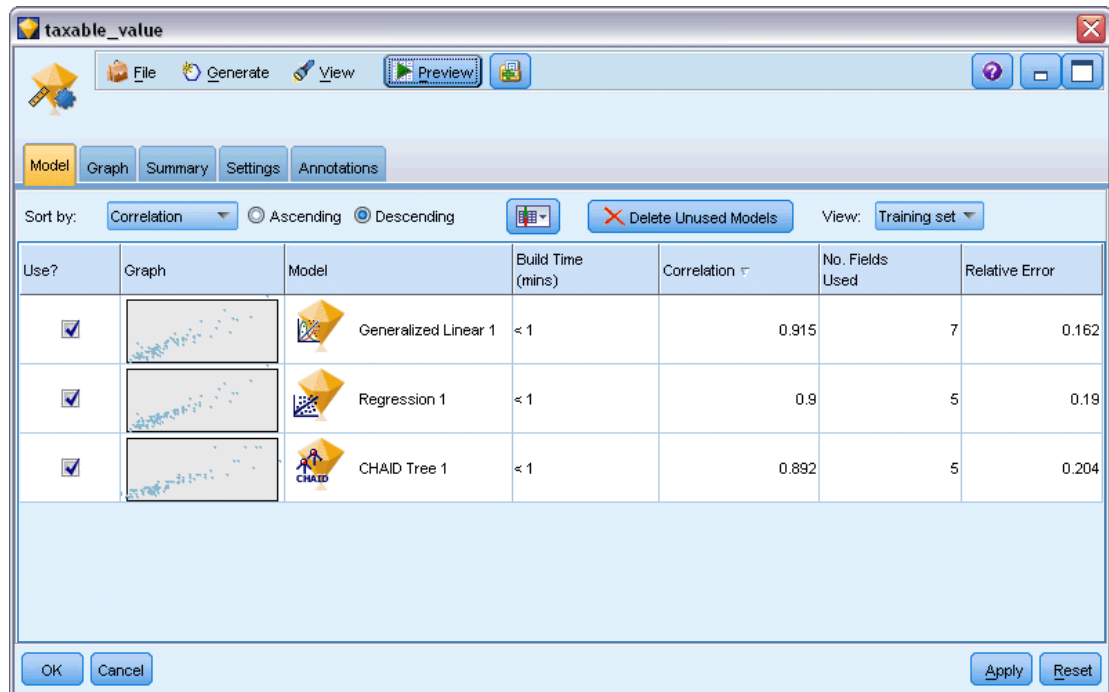 taxable_value
File Generate View Preview
Model Graph Summary Settings Annotations
Sort by: Correlation Ascending Descending Delete Unused Models View: Training set
Use? Graph Model Build Time (mins) Correlation No. Fields Used Relative Error
Generalized Linear 1 < 1 0.915 7 0.162
Regression 1 < 1 0.9 5 0.19
CHAID CHAID Tree 1 < 1 0.892 5 0.204
OK Cancel Apply Reset